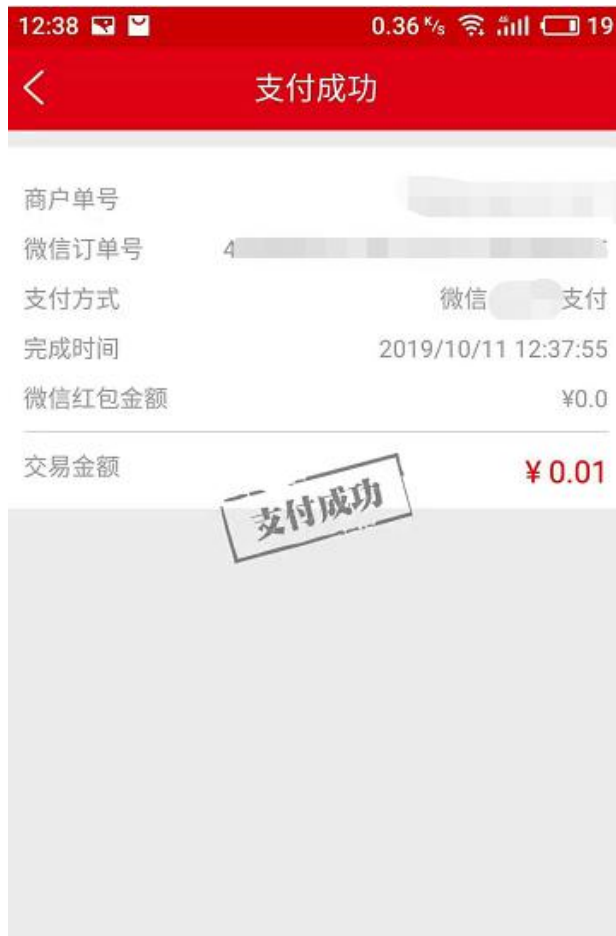 12:38 0.36 K/s 4G 19
支付成功
商户单号
微信订单号 4
支付方式 微信 支付
完成时间 2019/10/11 12:37:55
微信红包金额 ¥0.0
交易金额 ¥ 0.01
支付成功